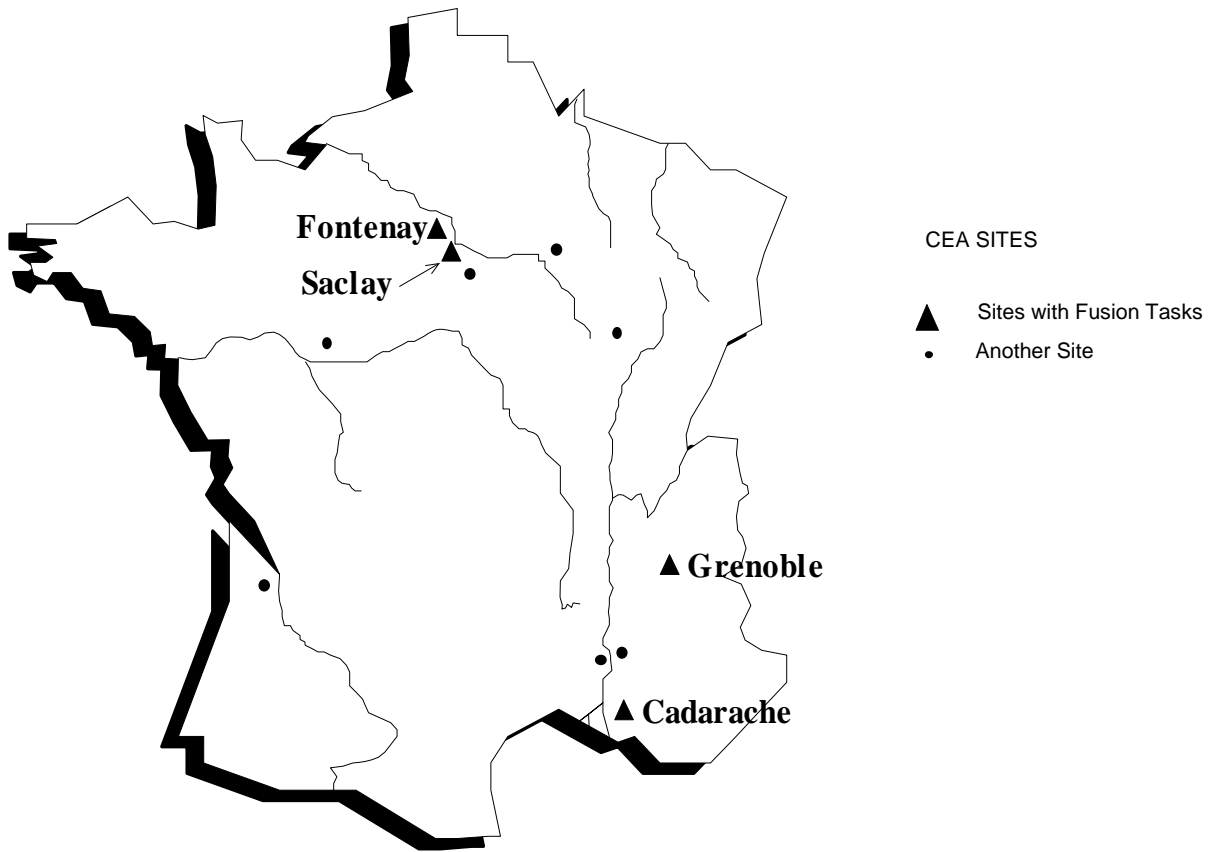 Fontenay
Saclay
Grenoble
Cadarache
CEA SITES
Sites with Fusion Tasks
Another Site